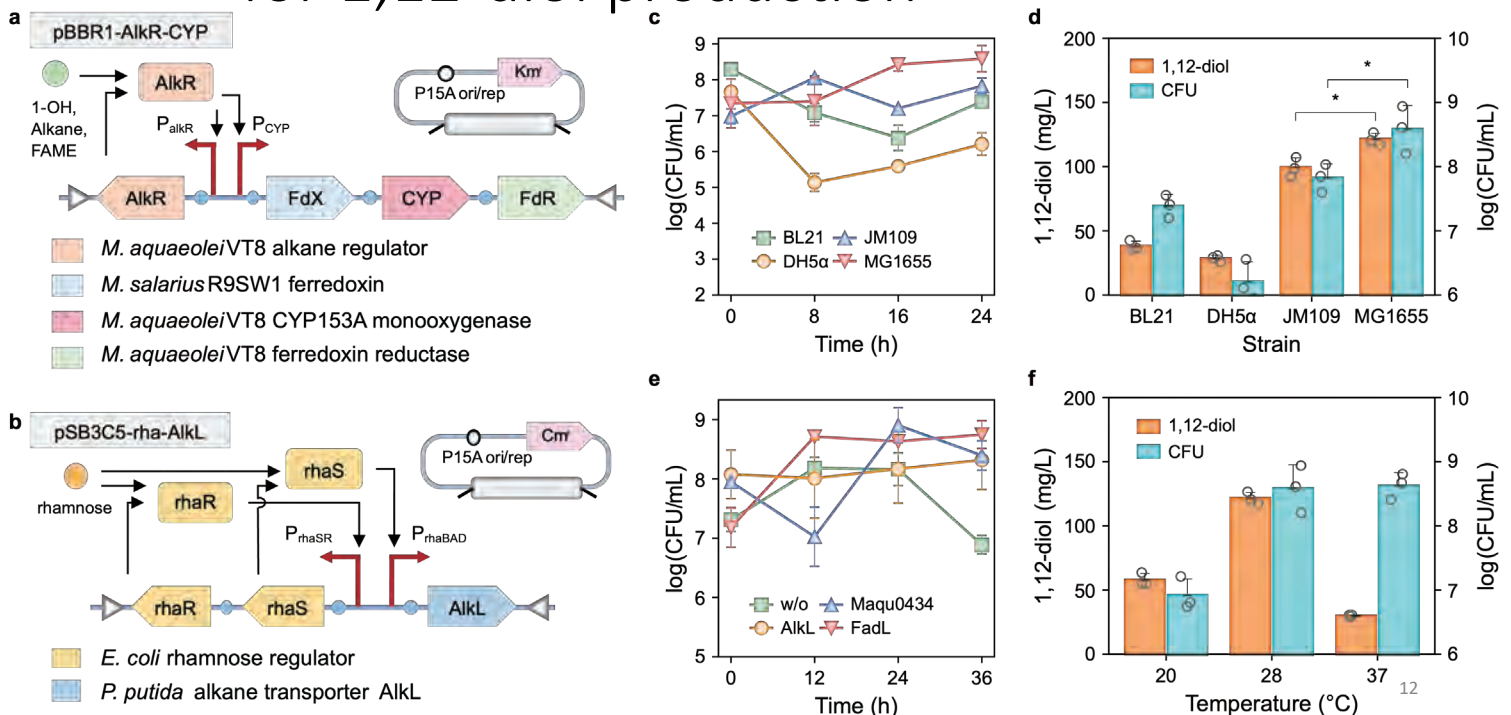 for 1,12-diol production
a
pBBR1-AlkR-CYP
AlkR
1-OH,
Alkane,
FAME
PalkR
PCYP
Kmr
P15A ori/rep
AlkR
FdX
CYP
FdR
M. aquaeolei VT8 alkane regulator
M. salarius R9SW1 ferredoxin
M. aquaeolei VT8 CYP153A monooxygenase
M. aquaeolei VT8 ferredoxin reductase
b
pSB3C5-rha-AlkL
rhamnose
rhaS
rhaR
PrhaSR
PrhaBAD
Cmr
P15A ori/rep
rhaR
rhaS
AlkL
E. coli rhamnose regulator
P. putida alkane transporter AlkL
c
log(CFU/mL)
9
8
7
6
5
4
3
2
BL21
JM109
DH5α
MG1655
0
8
16
24
Time (h)
d
1,12-diol (mg/L)
200
150
100
50
0
1,12-diol
CFU
*
*
10
9
8
7
6
log(CFU/mL)
BL21
DH5α
JM109
MG1655
Strain
e
log(CFU/mL)
9
8
7
6
5
w/o
Maqu0434
AlkL
FadL
0
12
24
36
Time (h)
f
1,12-diol (mg/L)
200
150
100
50
0
1,12-diol
CFU
10
9
8
7
6
log(CFU/mL)
20
28
37
Temperature (°C)
12